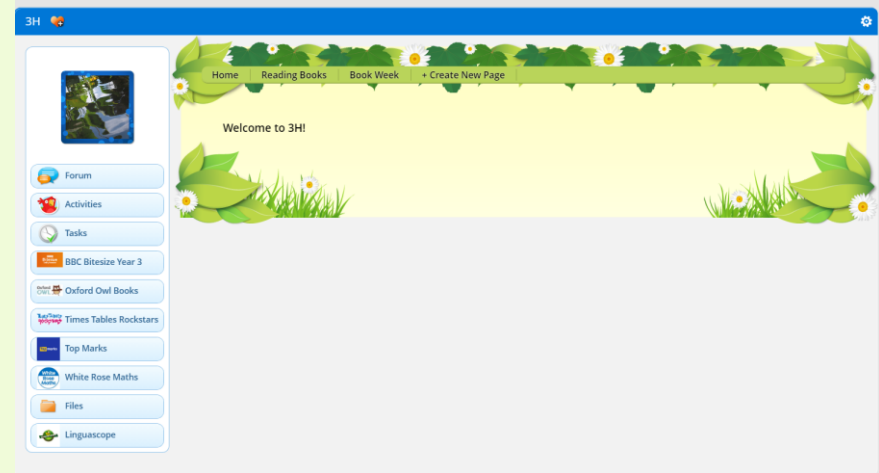 3H
Home Reading Books Book Week + Create New Page
Welcome to 3H!
Forum
Activities
Tasks
BBC Bitesize Year 3
Oxford Owl Books
Times Tables Rockstars
Top Marks
White Rose Maths
Files
Linguascope